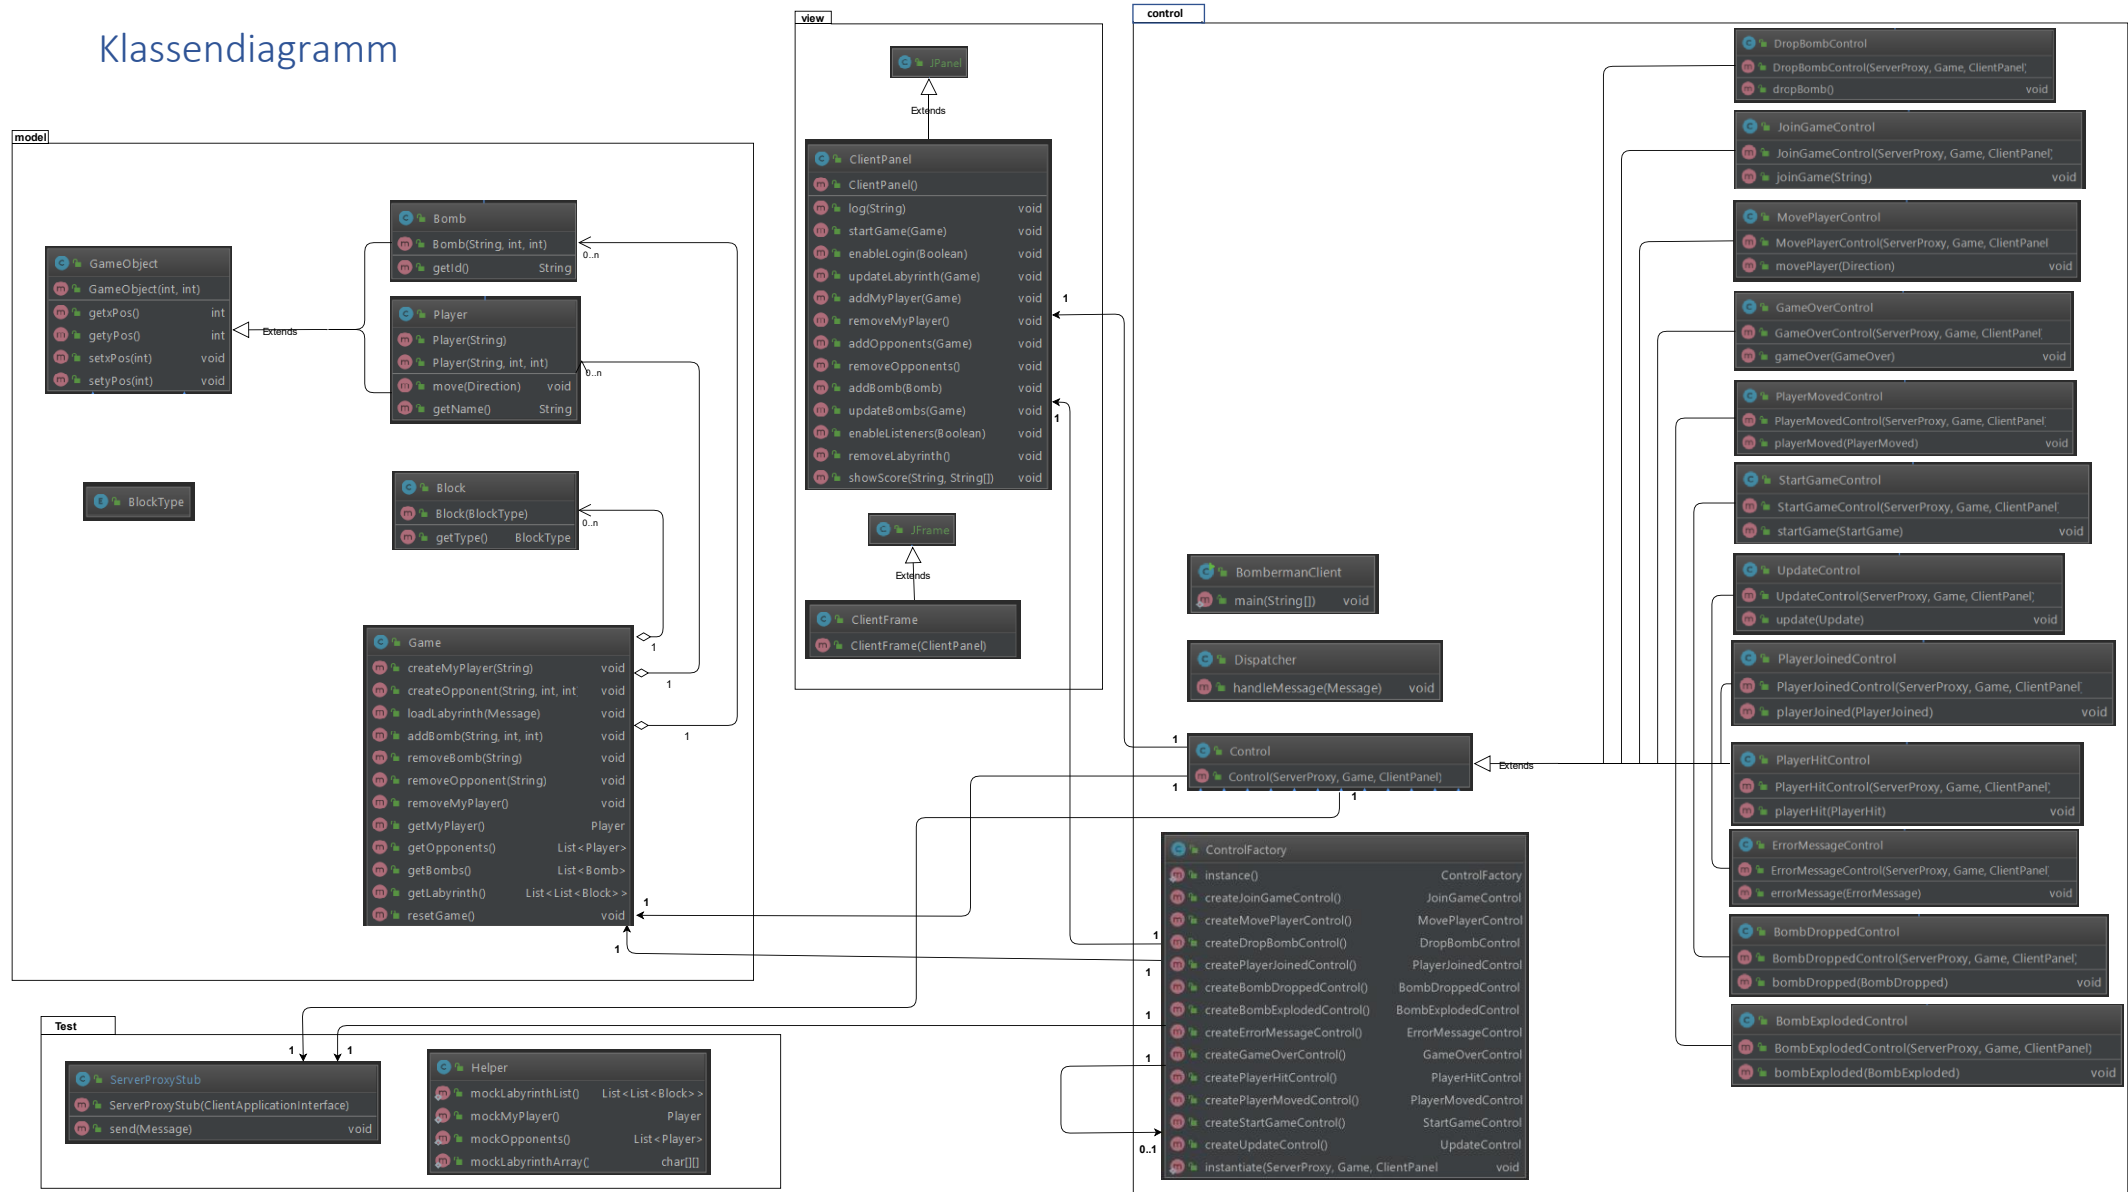 Klassendiagramm
model
GameObject
GameObject(int, int)
getxPos() int
getyPos() int
setxPos(int) void
setyPos(int) void
Extends
Bomb
Bomb(String, int, int)
getId() String
0..n
Player
Player(String)
Player(String, int, int)
move(Direction) void
getName() String
0..n
BlockType
Block
Block(BlockType)
getType() BlockType
0..n
Game
createMyPlayer(String) void
createOpponent(String, int, int void
loadLabyrinth(Message) void
addBomb(String, int, int) void
removeBomb(String) void
removeOpponent(String) void
removeMyPlayer() void
getMyPlayer() Player
getOpponents() List<Player>
getBombs() List<Bomb>
getLabyrinth() List<List<Block>>
resetGame() void
1
1
1
1
1
view
JPanel
Extends
ClientPanel
ClientPanel()
log(String) void
startGame(Game) void
enableLogin(Boolean) void
updateLabyrinth(Game) void
addMyPlayer(Game) void
removeMyPlayer() void
addOpponents(Game) void
removeOpponents() void
addBomb(Bomb) void
updateBombs(Game) void
enableListeners(Boolean) void
removeLabyrinth() void
showScore(String, String[]) void
1
1
JFrame
Extends
ClientFrame
ClientFrame(ClientPanel)
control
BombermanClient
main(String[]) void
Dispatcher
handleMessage(Message) void
1
Control
Control(ServerProxy, Game, ClientPanel)
1
1
Extends
ControlFactory
instance() ControlFactory
createJoinGameControl() JoinGameControl
createMovePlayerControl() MovePlayerControl
createDropBombControl() DropBombControl
createPlayerJoinedControl() PlayerJoinedControl
createBombDroppedControl() BombDroppedControl
createBombExplodedControl() BombExplodedControl
createErrorMessageControl() ErrorMessageControl
createGameOverControl() GameOverControl
createPlayerHitControl() PlayerHitControl
createPlayerMovedControl() PlayerMovedControl
createStartGameControl() StartGameControl
createUpdateControl() UpdateControl
instantiate(ServerProxy, Game, ClientPanel void
1
1
1
1
0..1
DropBombControl
DropBombControl(ServerProxy, Game, ClientPanel)
dropBomb() void
JoinGameControl
JoinGameControl(ServerProxy, Game, ClientPanel)
joinGame(String) void
MovePlayerControl
MovePlayerControl(ServerProxy, Game, ClientPanel
movePlayer(Direction) void
GameOverControl
GameOverControl(ServerProxy, Game, ClientPanel)
gameOver(GameOver) void
PlayerMovedControl
PlayerMovedControl(ServerProxy, Game, ClientPanel)
playerMoved(PlayerMoved) void
StartGameControl
StartGameControl(ServerProxy, Game, ClientPanel)
startGame(StartGame) void
UpdateControl
UpdateControl(ServerProxy, Game, ClientPanel)
update(Update) void
PlayerJoinedControl
PlayerJoinedControl(ServerProxy, Game, ClientPanel)
playerJoined(PlayerJoined) void
PlayerHitControl
PlayerHitControl(ServerProxy, Game, ClientPanel)
playerHit(PlayerHit) void
ErrorMessageControl
ErrorMessageControl(ServerProxy, Game, ClientPanel)
errorMessage(ErrorMessage) void
BombDroppedControl
BombDroppedControl(ServerProxy, Game, ClientPanel)
bombDropped(BombDropped) void
BombExplodedControl
BombExplodedControl(ServerProxy, Game, ClientPanel)
bombExploded(BombExploded) void
Test
1
1
ServerProxyStub
ServerProxyStub(ClientApplicationInterface)
send(Message) void
Helper
mockLabyrinthList() List<List<Block>>
mockMyPlayer() Player
mockOpponents() List<Player>
mockLabyrinthArray( char[][]